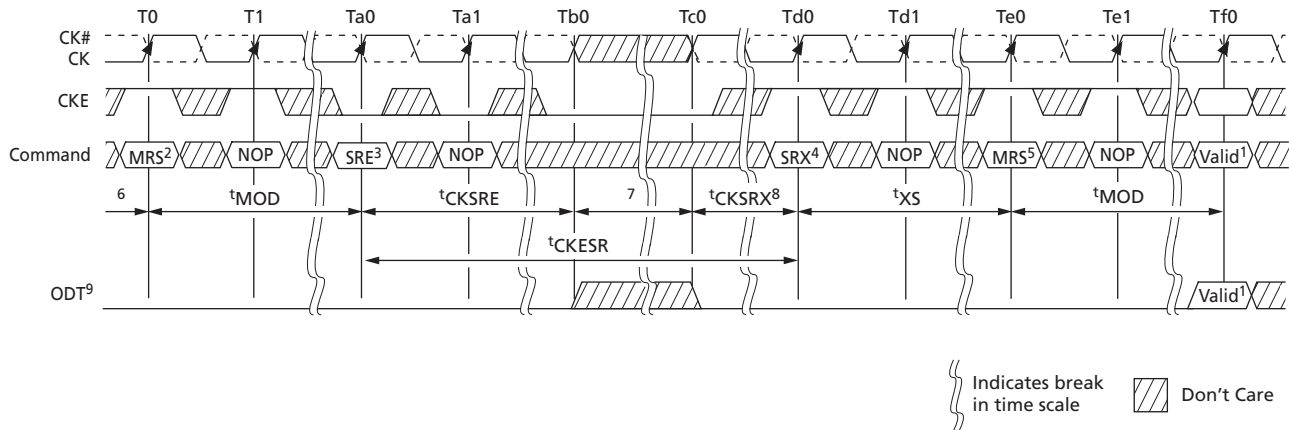 T0 T1 Ta0 Ta1 Tb0 Tc0 Td0 Td1 Te0 Te1 Tf0
CK#
CK
CKE
Command MRS2 NOP SRE3 NOP SRX4 NOP MRS5 NOP Valid1
6 tMOD tCKSRE 7 tCKSRX8 tXS tMOD
tCKESR
ODT9 Valid1
Indicates break
in time scale
Don't Care